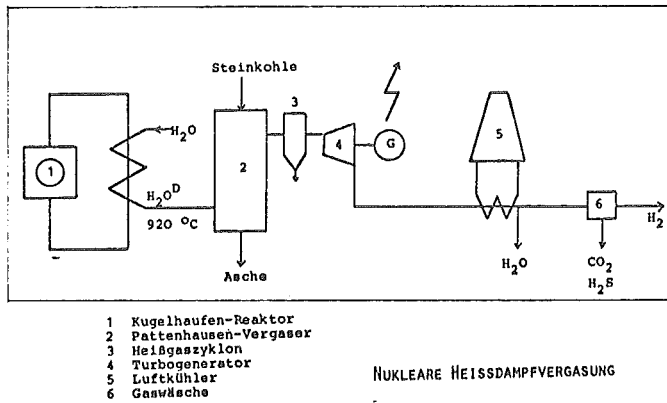 Steinkohle
3
H₂O
4
G
5
1
2
H₂Oᴰ
920 °C
6
H₂
Asche
H₂O
CO₂
H₂S
1 Kugelhaufen-Reaktor
2 Pattenhausen-Vergaser
3 Heißgaszyklon
4 Turbogenerator
5 Luftkühler
6 Gaswäsche
NUKLEARE HEISSDAMPFVERGASUNG